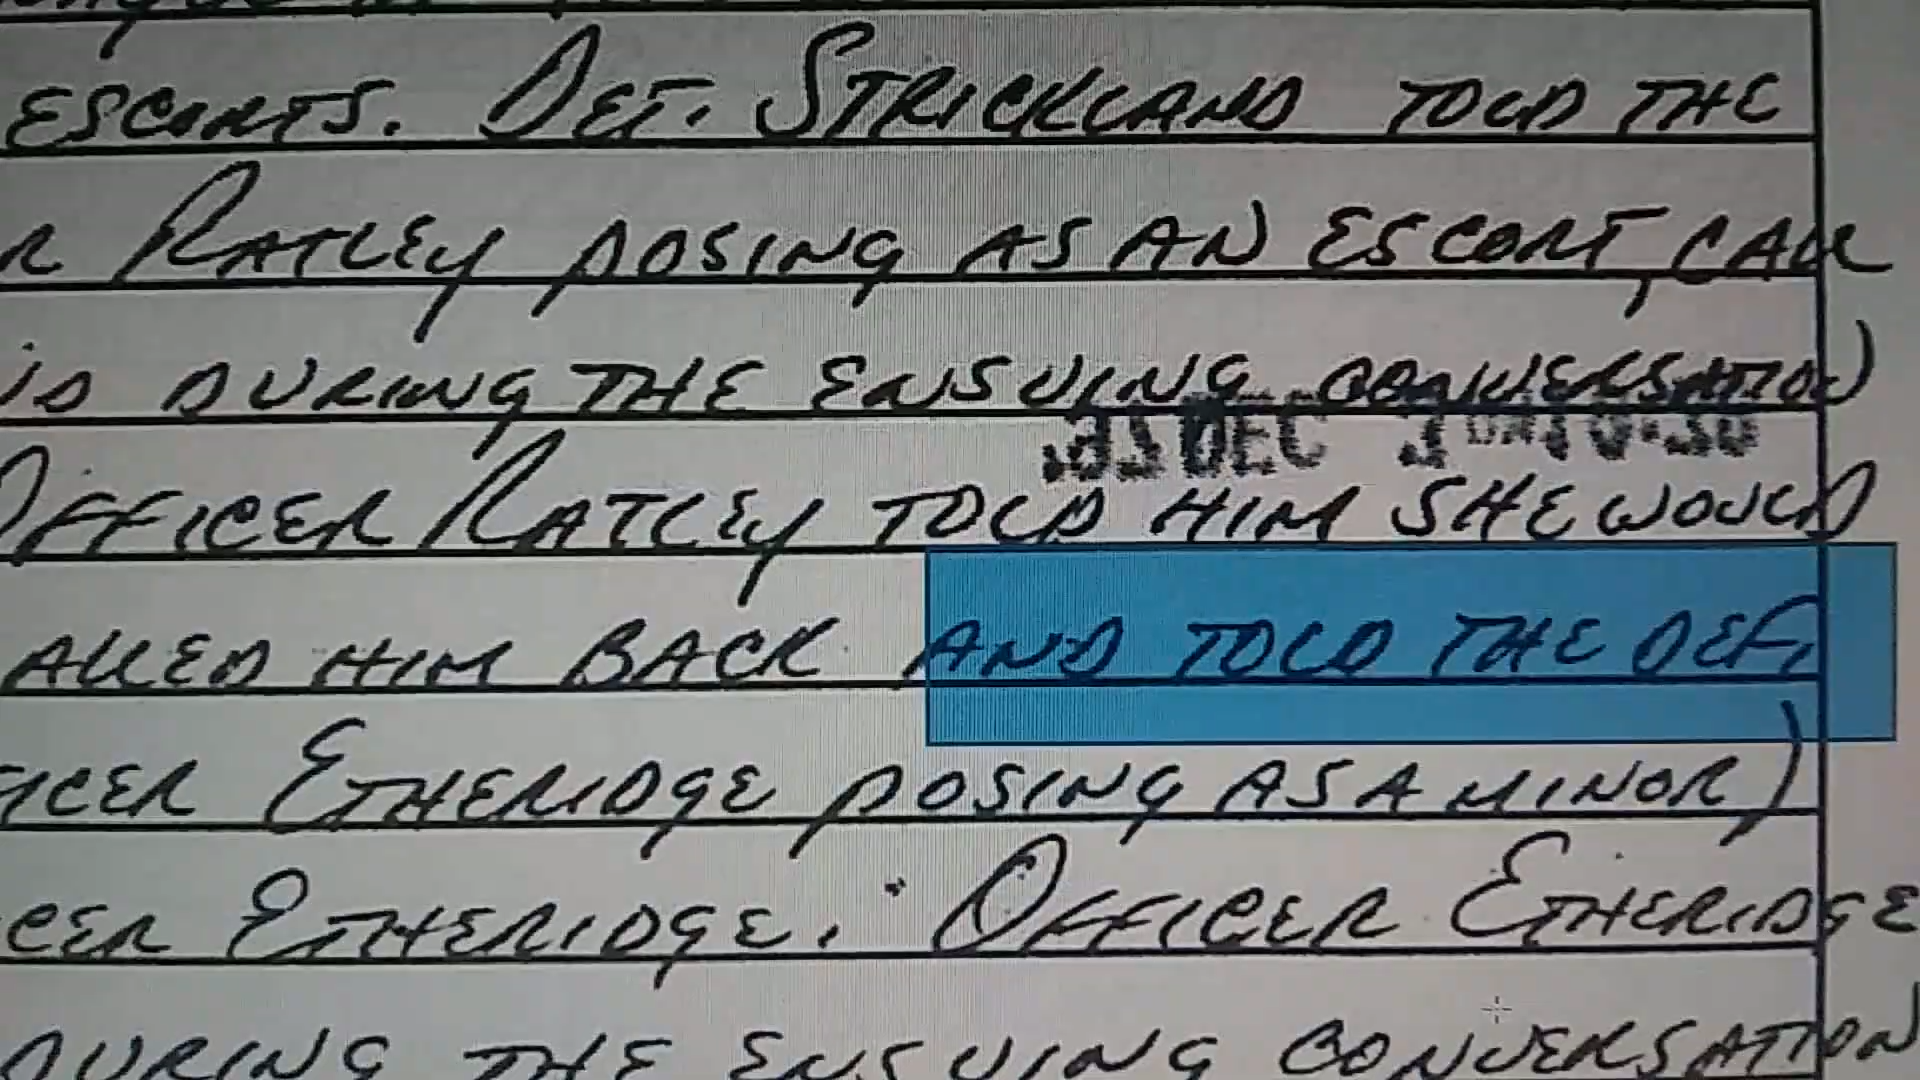 ESCORTS. DET. STRICKLAND TOLD THE
R RATLEY POSING AS AN ESCORT, CALL
DURING THE ENSUING CONVERSATION)
OFFICER RATLEY TOLD HIM SHE WOULD
ALLED HIM BACK AND TOLD THE DEF.
ICER ETHERIDGE POSING AS A MINOR)
CER ETHERIDGE. OFFICER ETHERIDGE
DURING THE ENSUING CONVERSATION